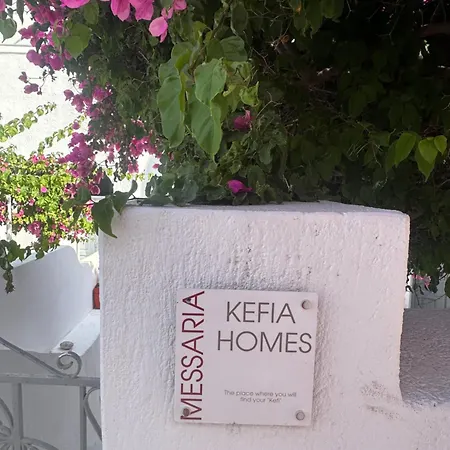 MESSARIA
KEFIA
HOMES
The place where you will
find your "Kefi"